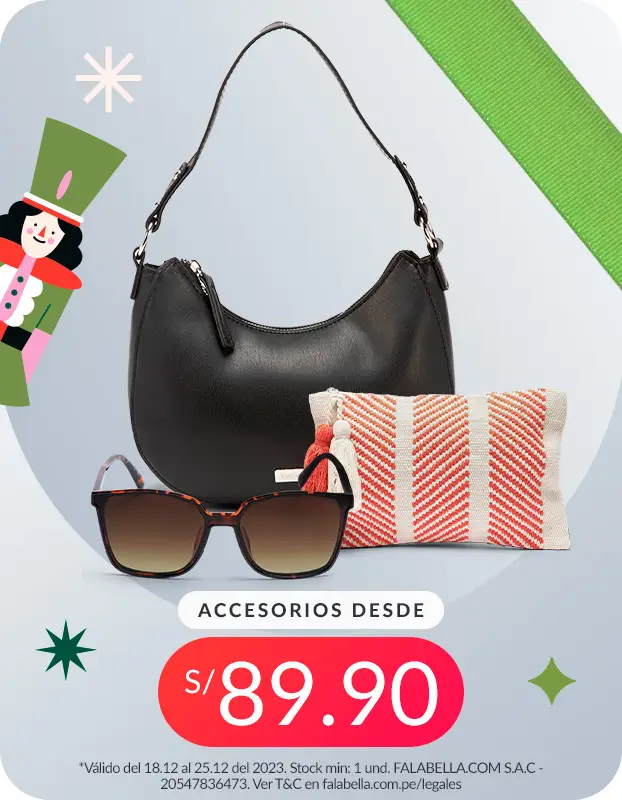 ACCESORIOS DESDE
S/89.90
*Válido del 18.12 al 25.12 del 2023. Stock min: 1 und. FALABELLA.COM S.A.C -
20547836473. Ver T&C en falabella.com.pe/legales